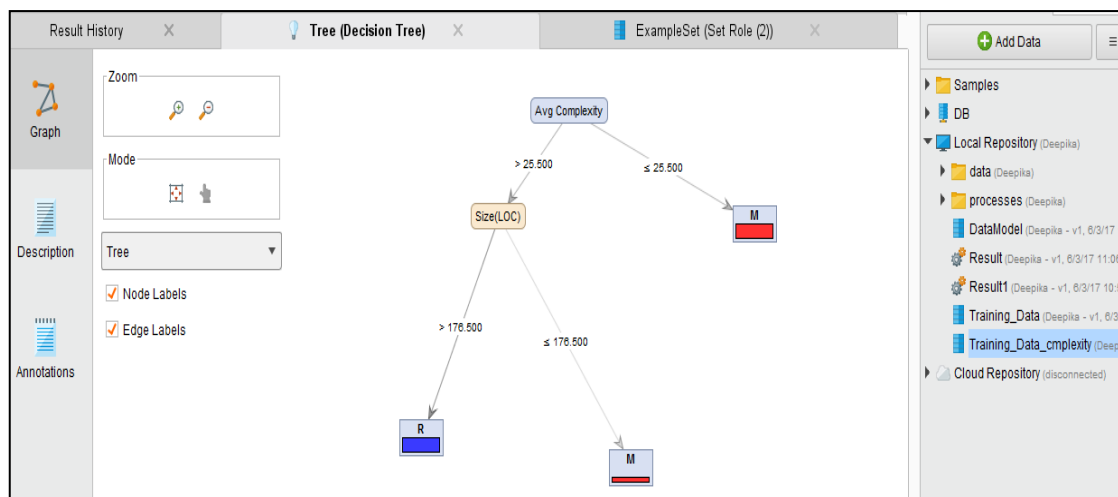 Result History
Tree (Decision Tree)
ExampleSet (Set Role (2))
Zoom
Graph
Mode
Description
Tree
Node Labels
Edge Labels
Annotations
Avg Complexity
> 25.500
≤ 25.500
Size(LOC)
M
> 176.500
≤ 176.500
R
M
Add Data
Samples
DB
Local Repository (Deepika)
data (Deepika)
processes (Deepika)
DataModel (Deepika - v1, 6/3/17
Result (Deepika - v1, 6/3/17 11:06
Result1 (Deepika - v1, 6/3/17 10:
Training_Data (Deepika - v1, 6/3
Training_Data_cmplexity (Deep
Cloud Repository (disconnected)